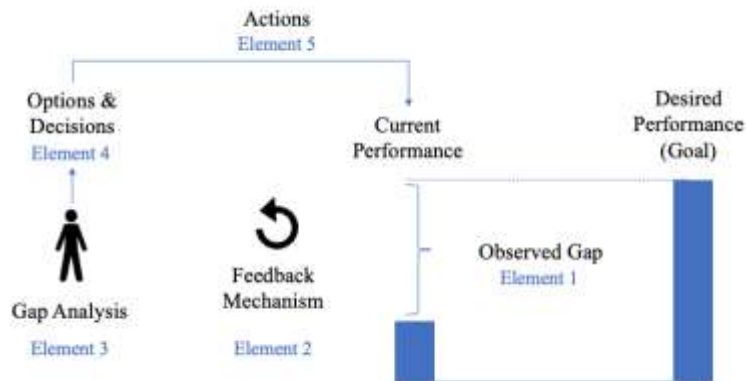 Actions
Element 5
Options &
Decisions
Element 4
Current
Performance
Desired
Performance
(Goal)
Observed Gap
Element 1
Feedback
Mechanism
Element 2
Gap Analysis
Element 3